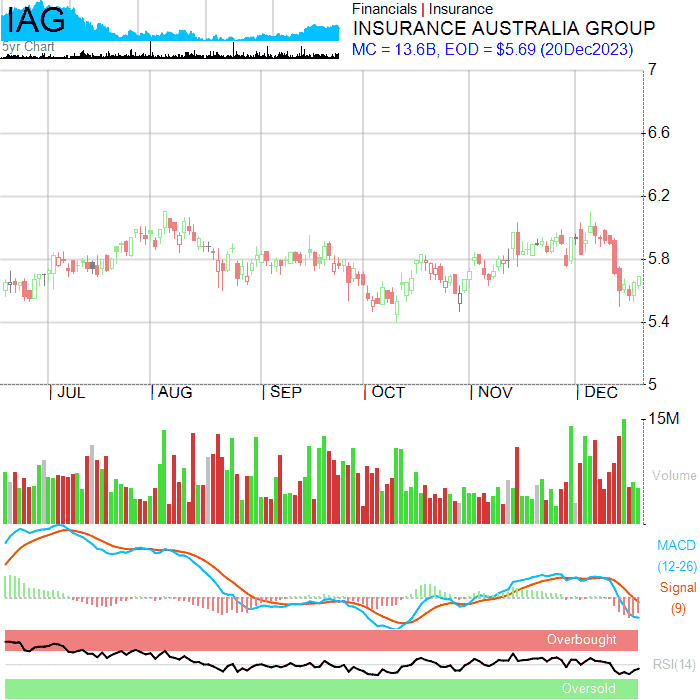 IAG
5yr Chart
Financials | Insurance
INSURANCE AUSTRALIA GROUP
MC = 13.6B, EOD = $5.69 (20Dec2023)
7
6.6
6.2
5.8
5.4
5
JUL AUG SEP OCT NOV DEC
15M
Volume
MACD
(12-26)
Signal
(9)
Overbought
RSI(14)
Oversold